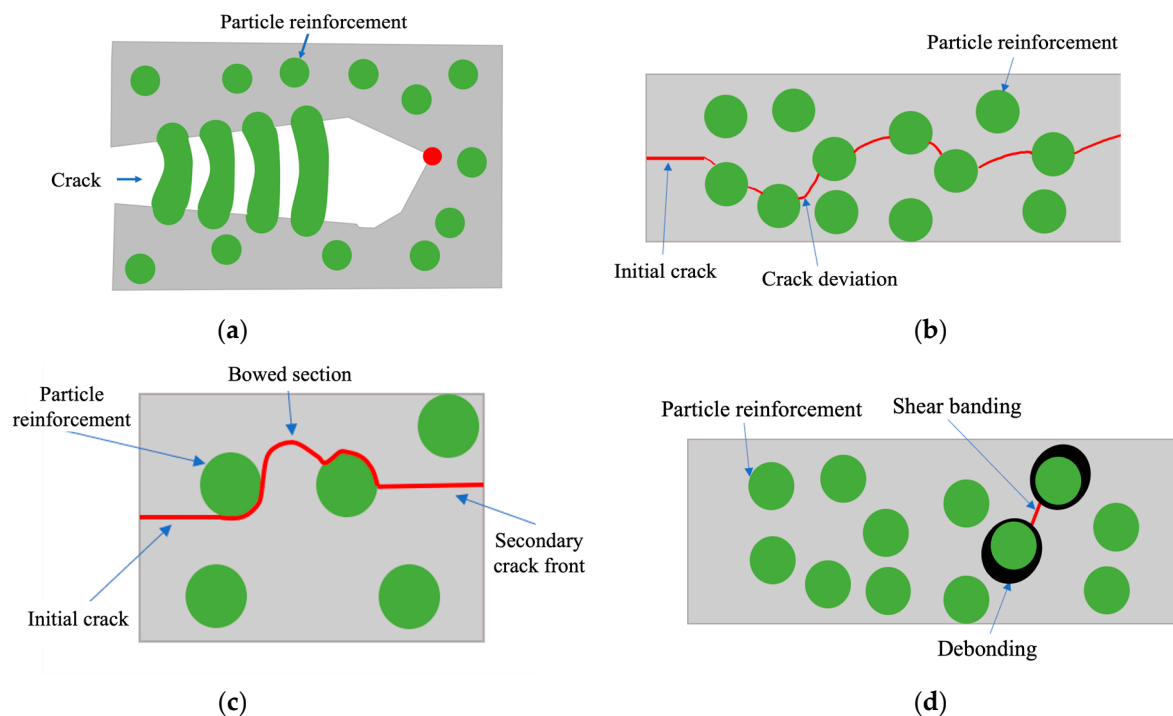 Particle reinforcement
Crack
(a)
Particle reinforcement
Initial crack
Crack deviation
(b)
Bowed section
Particle
reinforcement
Initial crack
Secondary
crack front
(c)
Particle reinforcement
Shear banding
Debonding
(d)